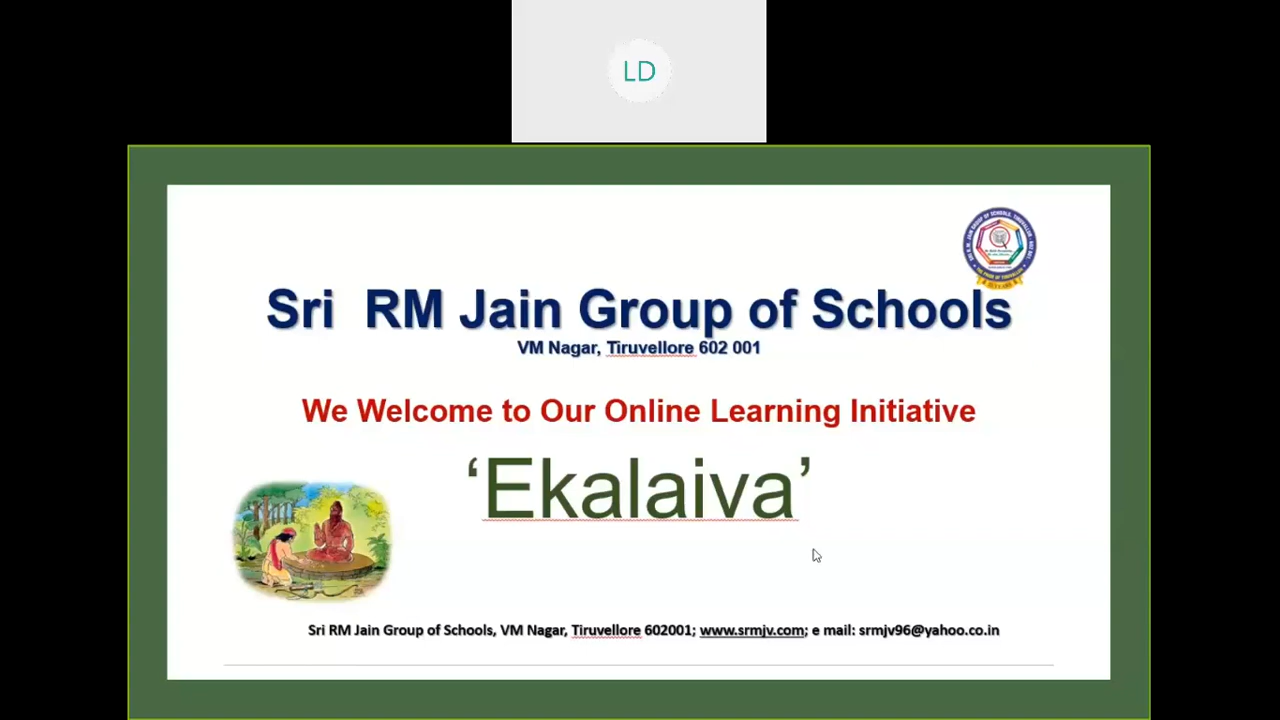 LD
Sri RM Jain Group of Schools
VM Nagar, Tiruvellore 602 001
We Welcome to Our Online Learning Initiative
‘Ekalaiva’
Sri RM Jain Group of Schools, VM Nagar, Tiruvellore 602001; www.srmjv.com; e mail: srmjv96@yahoo.co.in